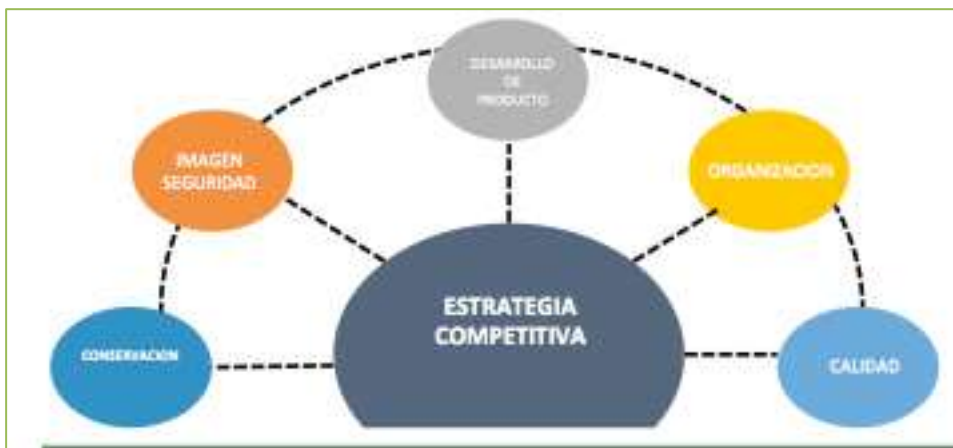 DESARROLLO
DE
PRODUCTO
IMAGEN
SEGURIDAD
ORGANIZACION
ESTRATEGIA
COMPETITIVA
CONSERVACION
CALIDAD